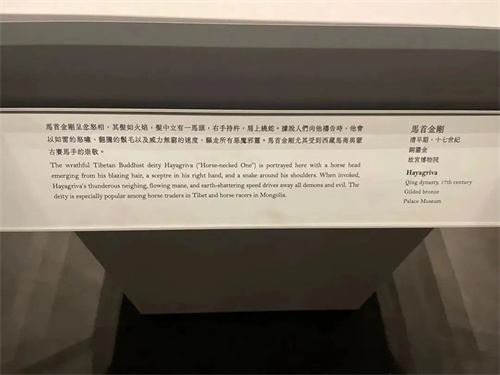 馬首金剛呈忿怒相，其髮如火焰，髮中立有一馬頭，右手持杵，肩上繞蛇。據說人們向他禱告時，他會
以如雷的怒嘯、翻騰的鬃毛以及威力無窮的速度，驅走所有惡魔邪靈。馬首金剛尤其受到西藏馬商與蒙
古賽馬手的崇敬。
The wrathful Tibetan Buddhist deity Hayagriva (“Horse-necked One”) is portrayed here with a horse head
emerging from his blazing hair, a sceptre in his right hand, and a snake around his shoulders. When invoked,
Hayagriva’s thunderous neighing, flowing mane, and earth-shattering speed drives away all demons and evil. The
deity is especially popular among horse traders in Tibet and horse racers in Mongolia.
馬首金剛
清早期，十七世紀
銅鎏金
故宮博物院
Hayagriva
Qing dynasty, 17th century
Gilded bronze
Palace Museum